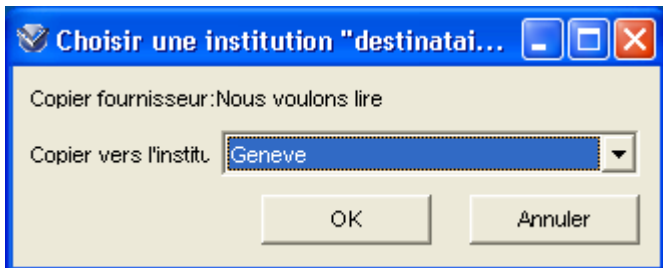 Choisir une institution "destinatai...
Copier fournisseur:Nous voulons lire
Copier vers l'institu Geneve
OK Annuler